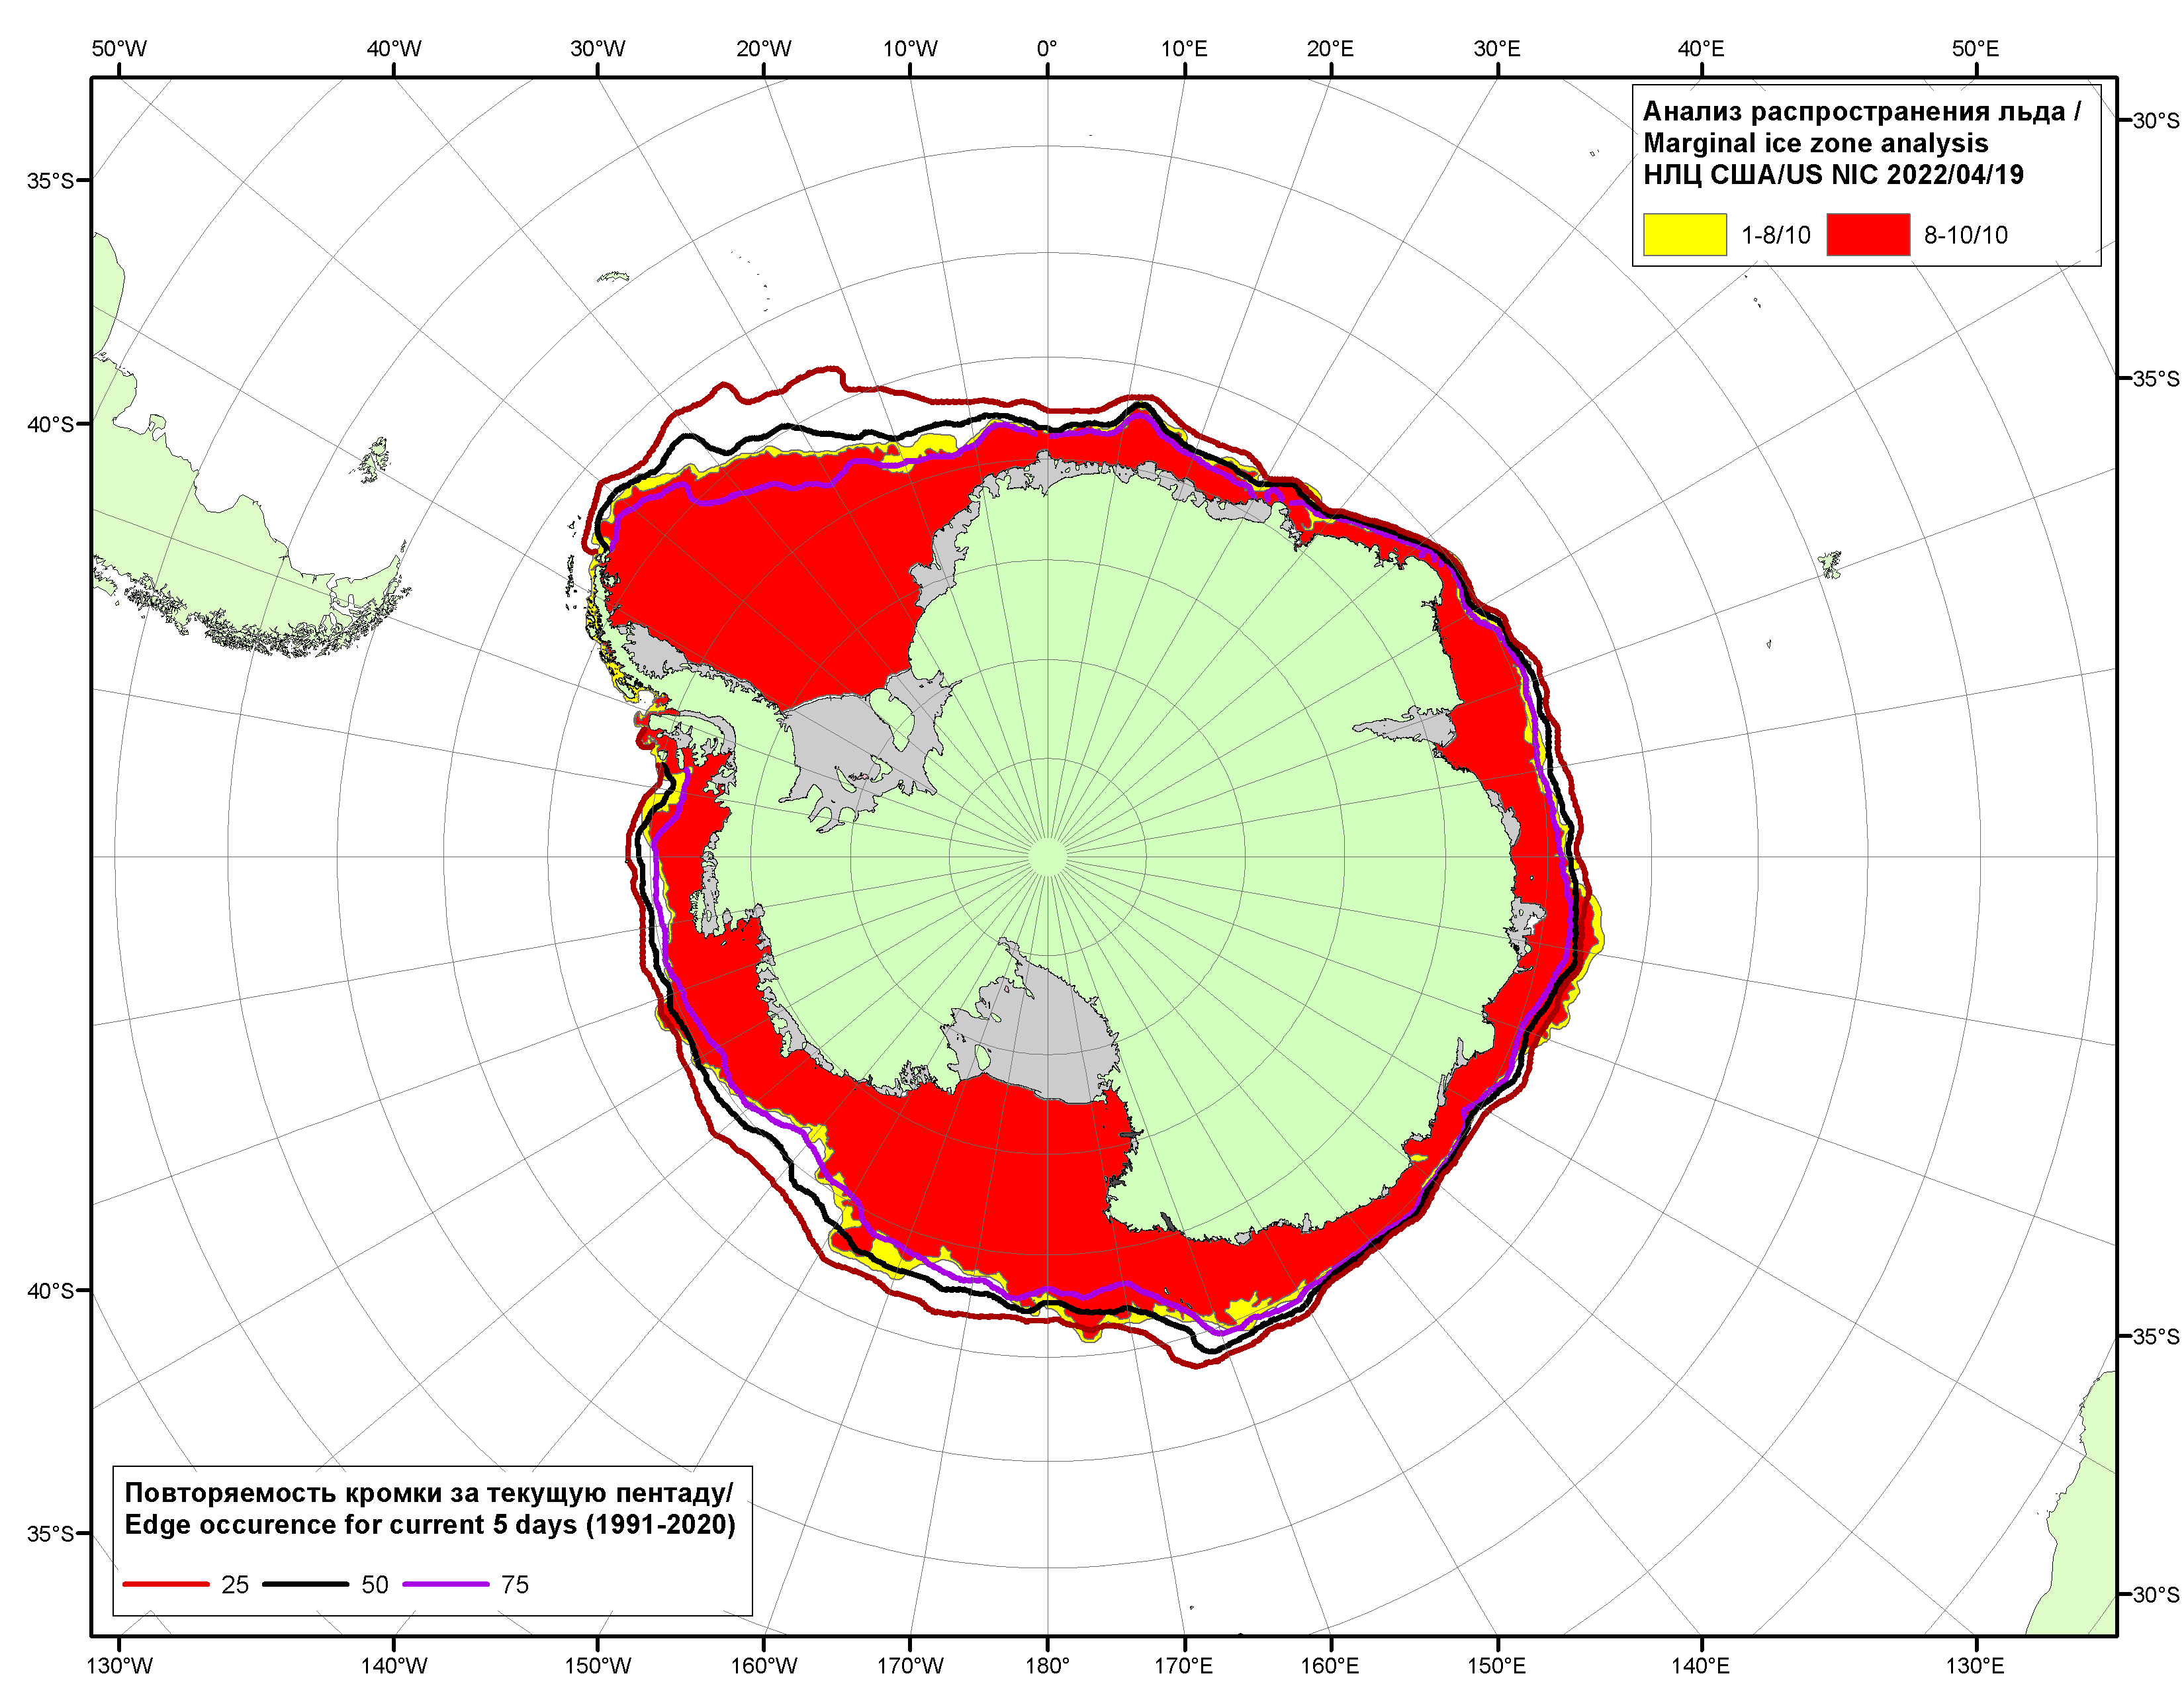 50°W 40°W 30°W 20°W 10°W 0° 10°E 20°E 30°E 40°E 50°E
Анализ распространения льда /
Marginal ice zone analysis
НЛЦ США/US NIC 2022/04/19
1-8/10 8-10/10
30°S
35°S
35°S
40°S
40°S
35°S
35°S
30°S
Повторяемость кромки за текущую пентаду/
Edge occurence for current 5 days (1991-2020)
25 50 75
130°W 140°W 150°W 160°W 170°W 180° 170°E 160°E 150°E 140°E 130°E